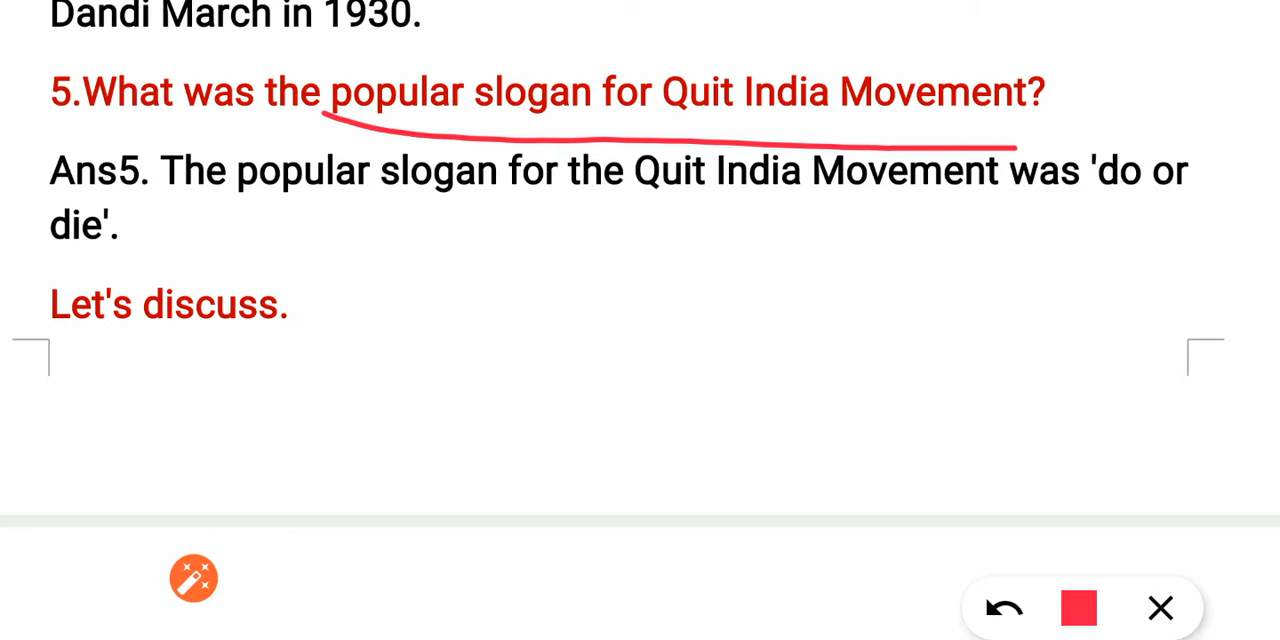 Dandi March in 1930.
5.What was the popular slogan for Quit India Movement?
Ans5. The popular slogan for the Quit India Movement was 'do or
die'.
Let's discuss.